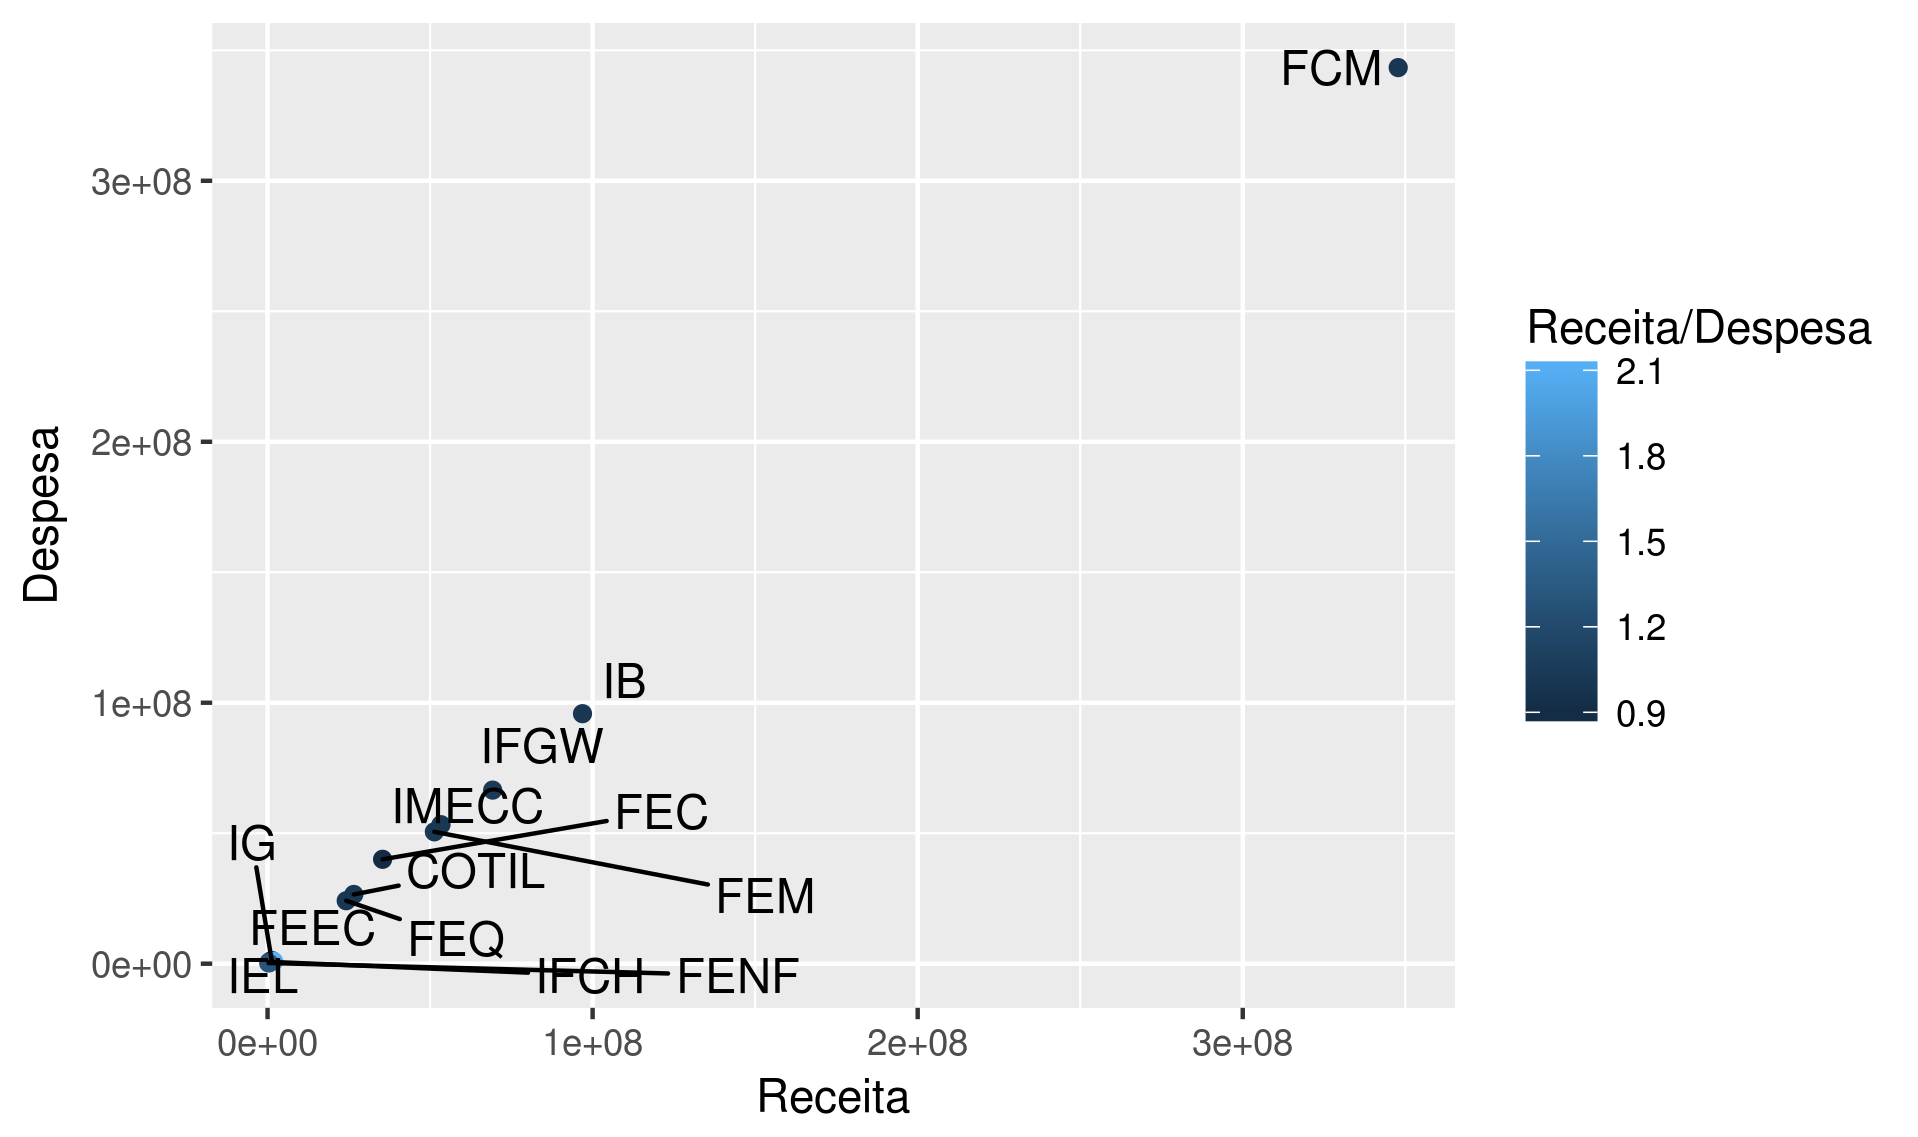 FCM
3e+08
Receita/Despesa
2.1
1.8
2e+08
Despesa
1.5
1.2
IB
1e+08
0.9
IFGW
IMECC
FEC
IG
COTIL
FEM
FEEC
FEQ
0e+00
IEL
IFCH
FENF
0e+00
1e+08
2e+08
3e+08
Receita